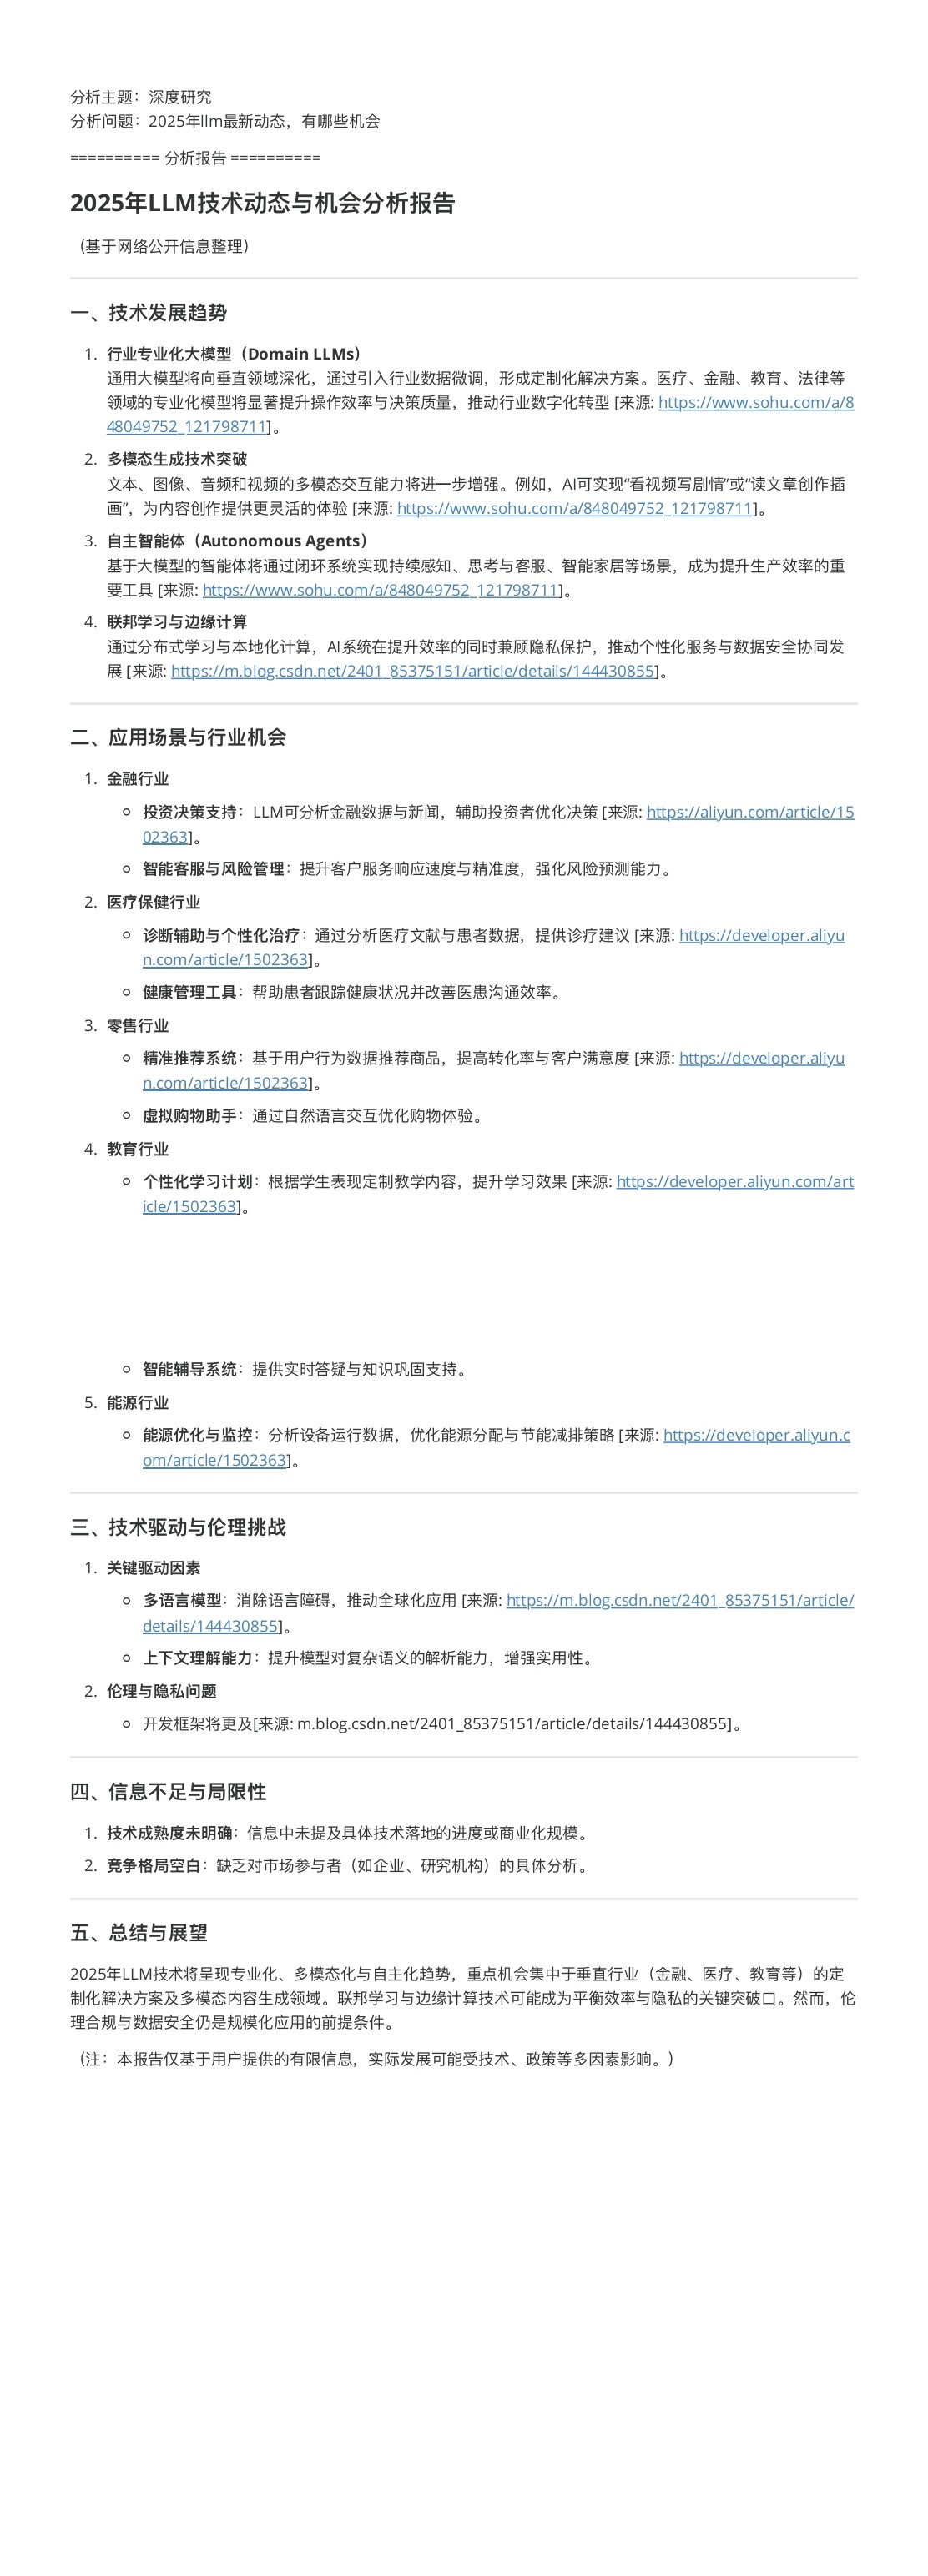 分析主题：深度研究
分析问题：2025年llm最新动态，有哪些机会
========== 分析报告 ==========
2025年LLM技术动态与机会分析报告
（基于网络公开信息整理）
一、技术发展趋势
1. 行业专业化大模型（Domain LLMs）
通用大模型将向垂直领域深化，通过引入行业数据微调，形成定制化解决方案。医疗、金融、教育、法律等
领域的专业化模型将显著提升操作效率与决策质量，推动行业数字化转型 [来源: https://www.sohu.com/a/8
48049752_121798711]。
2. 多模态生成技术突破
文本、图像、音频和视频的多模态交互能力将进一步增强。例如，AI可实现“看视频写剧情”或“读文章创作插
画”，为内容创作提供更灵活的体验 [来源: https://www.sohu.com/a/848049752_121798711]。
3. 自主智能体（Autonomous Agents）
基于大模型的智能体将通过闭环系统实现持续感知、思考与客服、智能家居等场景，成为提升生产效率的重
要工具 [来源: https://www.sohu.com/a/848049752_121798711]。
4. 联邦学习与边缘计算
通过分布式学习与本地化计算，AI系统在提升效率的同时兼顾隐私保护，推动个性化服务与数据安全协同发
展 [来源: https://m.blog.csdn.net/2401_85375151/article/details/144430855]。
二、应用场景与行业机会
1. 金融行业
投资决策支持：LLM可分析金融数据与新闻，辅助投资者优化决策 [来源: https://aliyun.com/article/15
02363]。
智能客服与风险管理：提升客户服务响应速度与精准度，强化风险预测能力。
2. 医疗保健行业
诊断辅助与个性化治疗：通过分析医疗文献与患者数据，提供诊疗建议 [来源: https://developer.aliyu
n.com/article/1502363]。
健康管理工具：帮助患者跟踪健康状况并改善医患沟通效率。
3. 零售行业
精准推荐系统：基于用户行为数据推荐商品，提高转化率与客户满意度 [来源: https://developer.aliyu
n.com/article/1502363]。
虚拟购物助手：通过自然语言交互优化购物体验。
4. 教育行业
个性化学习计划：根据学生表现定制教学内容，提升学习效果 [来源: https://developer.aliyun.com/art
icle/1502363]。
智能辅导系统：提供实时答疑与知识巩固支持。
5. 能源行业
能源优化与监控：分析设备运行数据，优化能源分配与节能减排策略 [来源: https://developer.aliyun.c
om/article/1502363]。
三、技术驱动与伦理挑战
1. 关键驱动因素
多语言模型：消除语言障碍，推动全球化应用 [来源: https://m.blog.csdn.net/2401_85375151/article/
details/144430855]。
上下文理解能力：提升模型对复杂语义的解析能力，增强实用性。
2. 伦理与隐私问题
开发框架将更及[来源: m.blog.csdn.net/2401_85375151/article/details/144430855]。
四、信息不足与局限性
1. 技术成熟度未明确：信息中未提及具体技术落地的进度或商业化规模。
2. 竞争格局空白：缺乏对市场参与者（如企业、研究机构）的具体分析。
五、总结与展望
2025年LLM技术将呈现专业化、多模态化与自主化趋势，重点机会集中于垂直行业（金融、医疗、教育等）的定
制化解决方案及多模态内容生成领域。联邦学习与边缘计算技术可能成为平衡效率与隐私的关键突破口。然而，伦
理合规与数据安全仍是规模化应用的前提条件。
（注：本报告仅基于用户提供的有限信息，实际发展可能受技术、政策等多因素影响。）